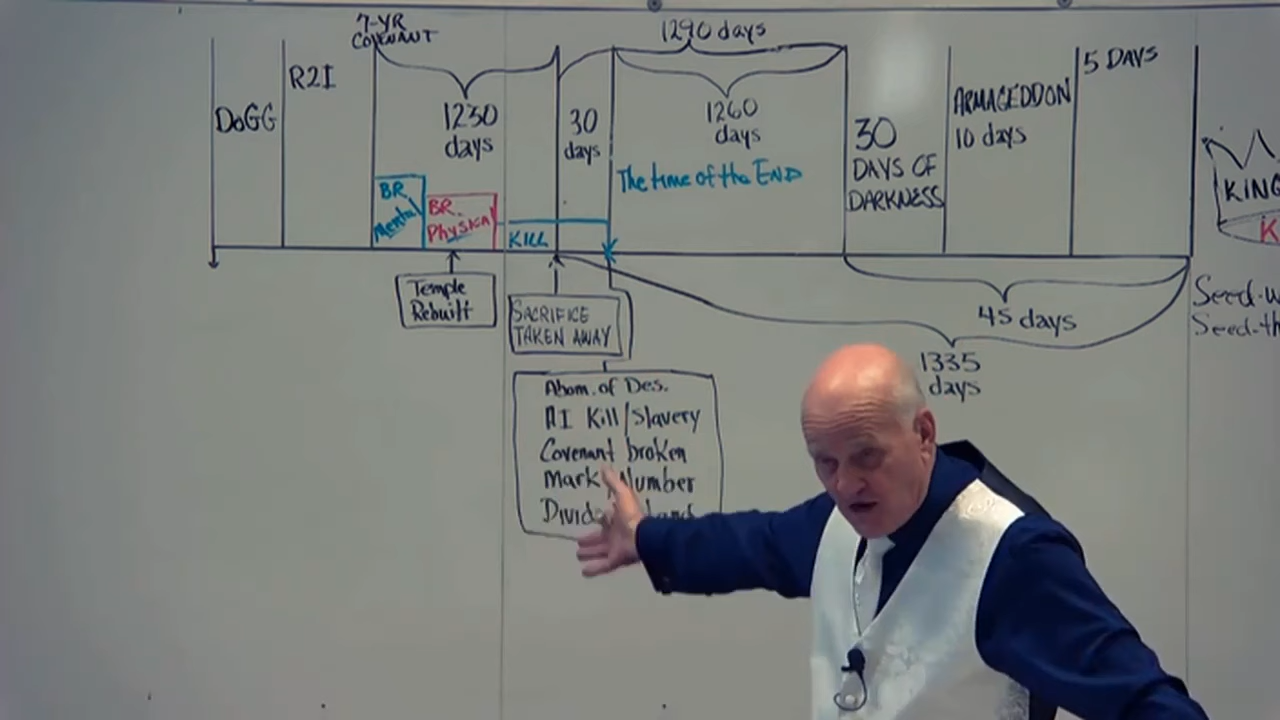 7-YR
COVENANT
1290 days
DoGG
R2I
1230
days
30
days
1260
days
The time of the END
30
DAYS OF
DARKNESS
ARMAGEDDON
10 days
5 DAYS
BR
Mental
BR
Physical
KILL
KING
K
Temple
Rebuilt
SACRIFICE
TAKEN AWAY
45 days
1335
days
Seed-w
Seed-th
Abom. of Des.
AI Kill/Slavery
Covenant broken
Mark Number
Divid